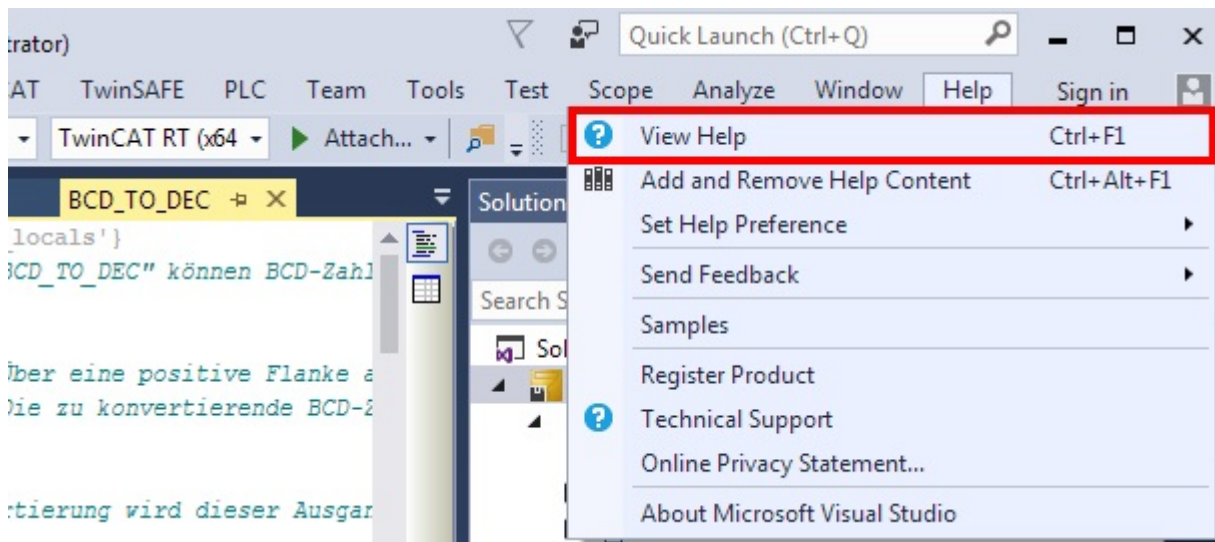 trator)
Quick Launch (Ctrl+Q)
CAT TwinSAFE PLC Team Tools Test Scope Analyze Window Help Sign in
TwinCAT RT (x64 Attach...
View Help Ctrl+F1
BCD_TO_DEC
Solution
Add and Remove Help Content Ctrl+Alt+F1
_locals'}
Set Help Preference
BCD_TO_DEC" können BCD-Zahl
Send Feedback
Search S
Samples
Sol
Über eine positive Flanke a
Register Product
Die zu konvertierende BCD-Z
Technical Support
Online Privacy Statement...
rtierung wird dieser Ausgan
About Microsoft Visual Studio